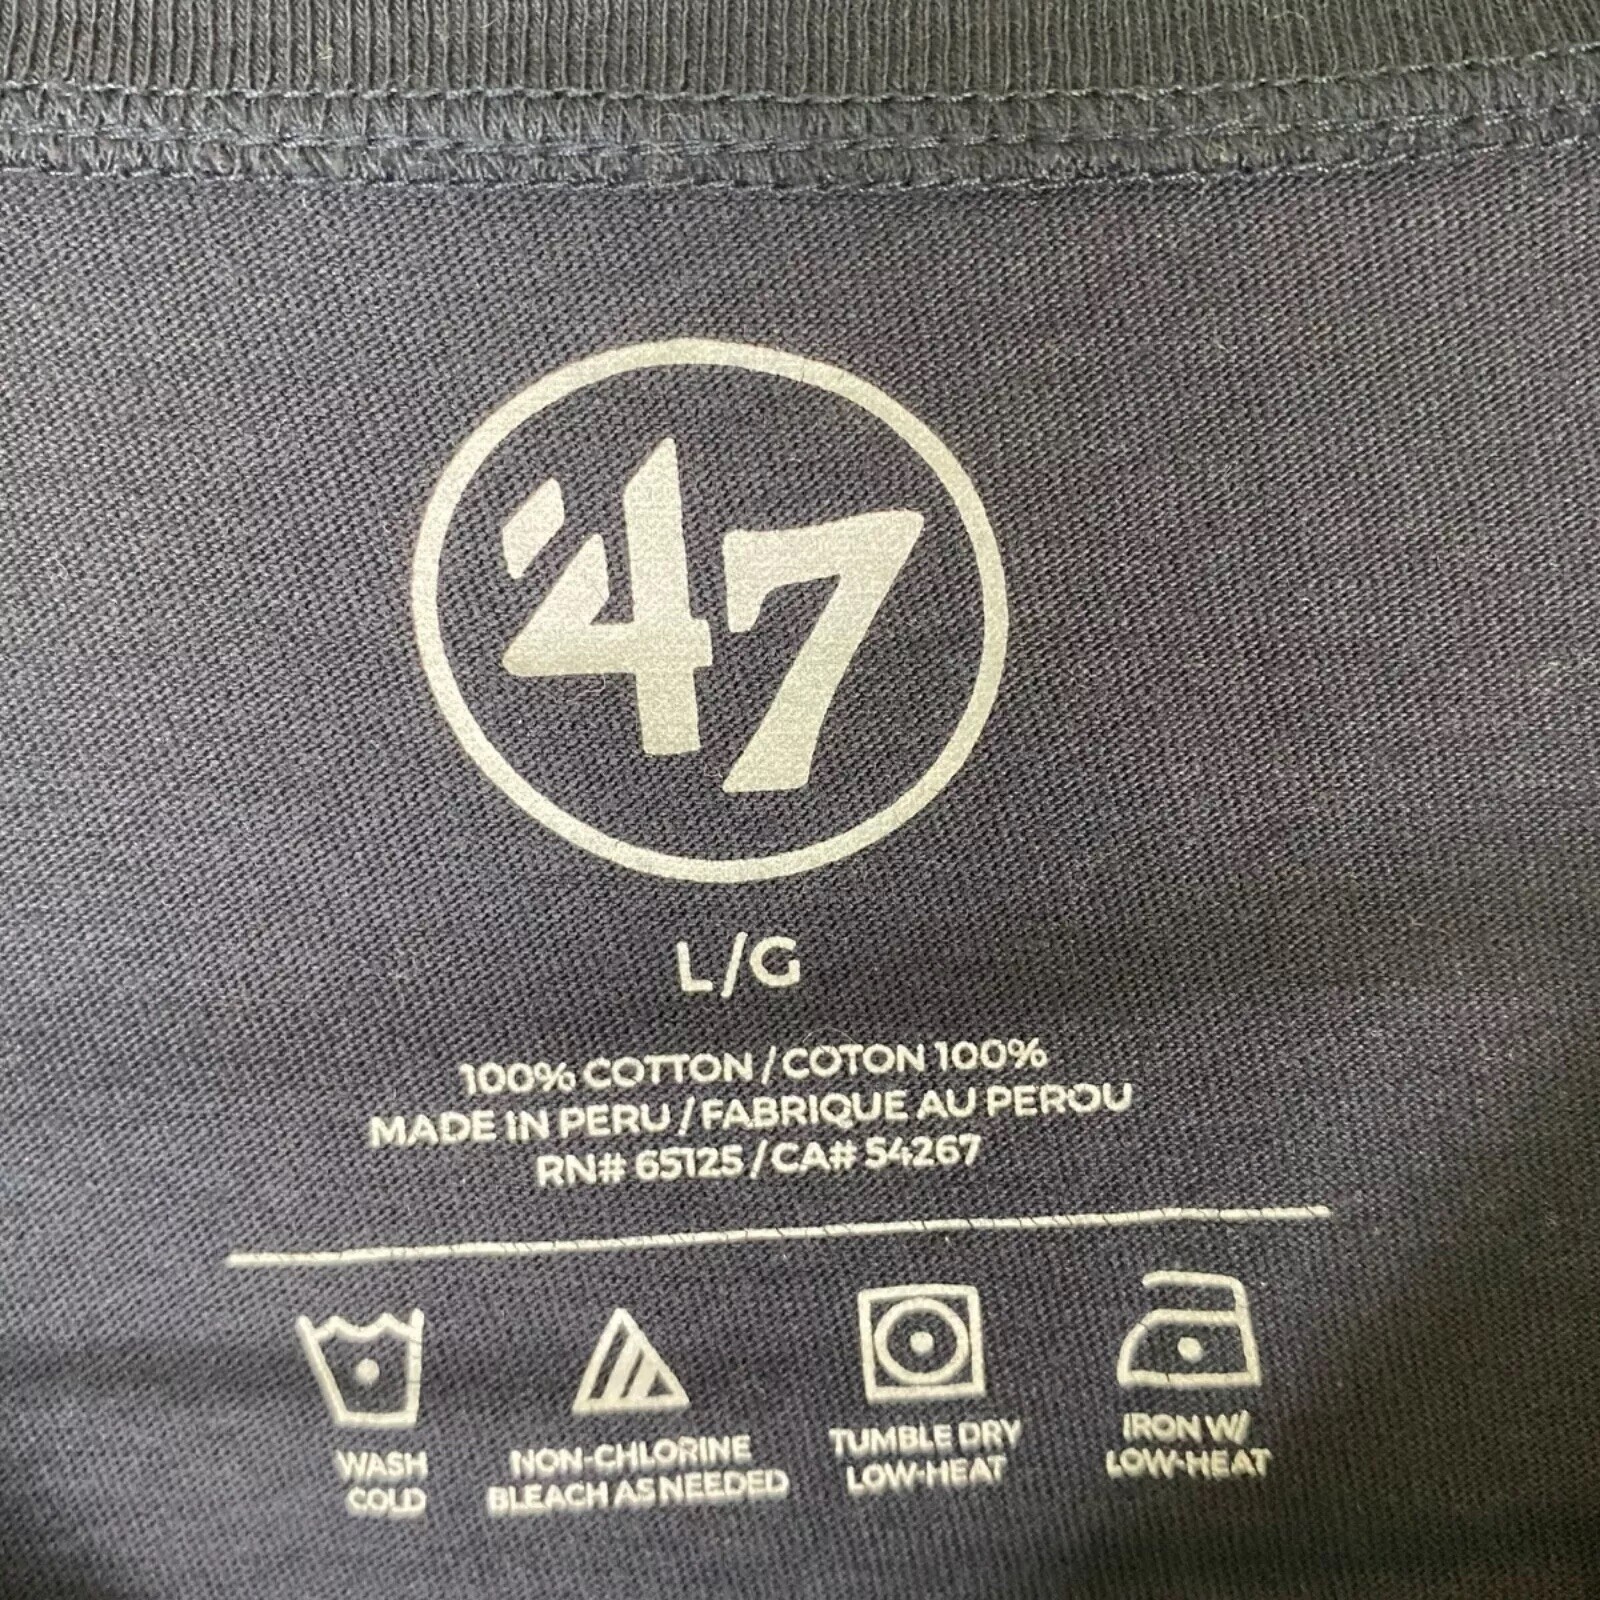 '47
L/G
100% COTTON / COTON 100%
MADE IN PERU / FABRIQUE AU PEROU
RN# 65125 / CA# 54267
WASH
COLD
NON-CHLORINE
BLEACH AS NEEDED
TUMBLE DRY
LOW-HEAT
IRON W/
LOW-HEAT